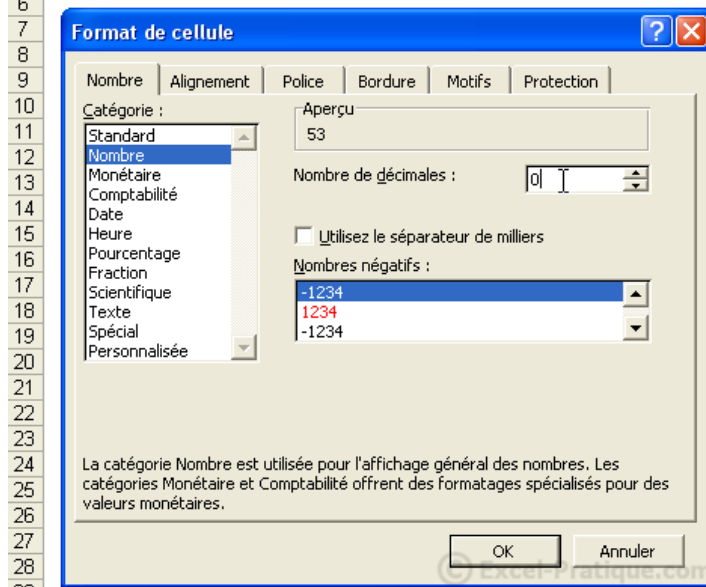 6
7
8
9
10
11
12
13
14
15
16
17
18
19
20
21
22
23
24
25
26
27
28
Format de cellule
Nombre Alignement Police Bordure Motifs Protection
Catégorie :
Standard
Nombre
Monétaire
Comptabilité
Date
Heure
Pourcentage
Fraction
Scientifique
Texte
Spécial
Personnalisée
Aperçu
53
Nombre de décimales : 0
Utilisez le séparateur de milliers
Nombres négatifs :
-1234
1234
-1234
La catégorie Nombre est utilisée pour l'affichage général des nombres. Les
catégories Monétaire et Comptabilité offrent des formatages spécialisés pour des
valeurs monétaires.
OK Annuler
© Excel-Pratique.com